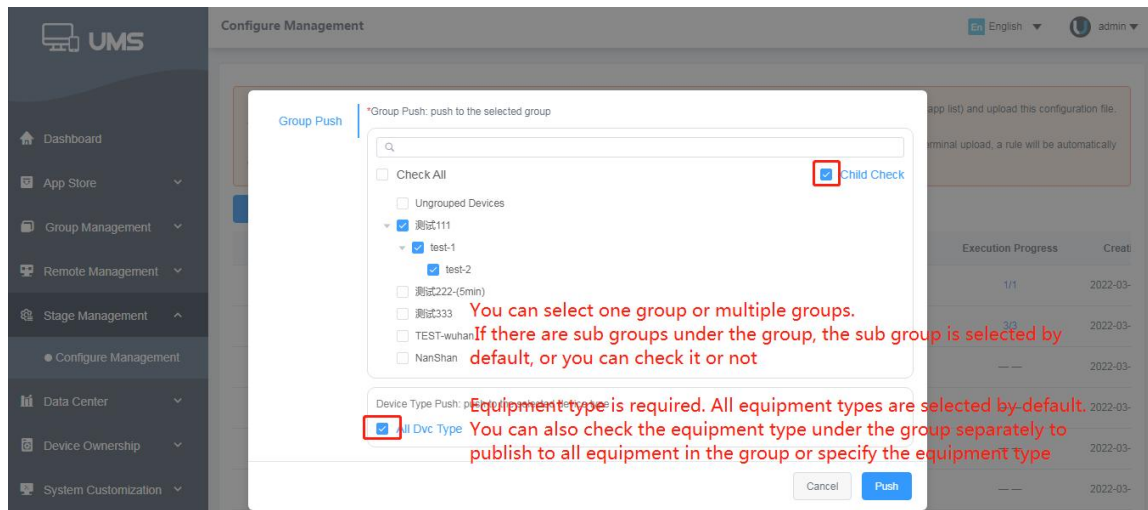 UMS
Configure Management
En English
admin
Dashboard
App Store
Group Management
Remote Management
Stage Management
Configure Management
Data Center
Device Ownership
System Customization
app list) and upload this configuration file.
terminal upload, a rule will be automatically
Group Push
*Group Push: push to the selected group
Check All
Child Check
Ungrouped Devices
测试111
test-1
test-2
测试222-(5min)
测试333
TEST-wuhan
NanShan
You can select one group or multiple groups.
If there are sub groups under the group, the sub group is selected by
default, or you can check it or not
Device Type Push: push to the selected device type
All Dvc Type
Equipment type is required. All equipment types are selected by default.
You can also check the equipment type under the group separately to
publish to all equipment in the group or specify the equipment type
Cancel
Push
Execution Progress
Creati
1/1
2022-03-
3/3
2022-03-
— —
2022-03-
2022-03-
2022-03-
— —
2022-03-